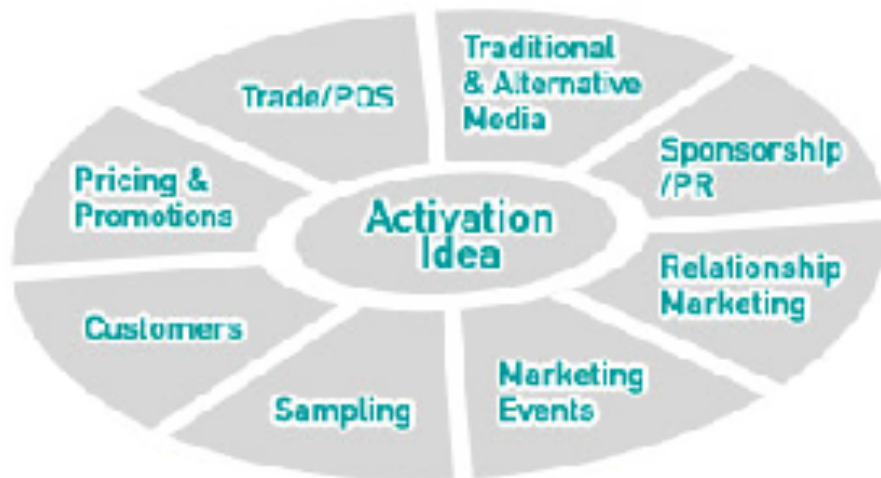 Traditional
& Alternative
Media
Trade/POS
Sponsorship
/PR
Pricing &
Promotions
Activation
Idea
Relationship
Marketing
Customers
Marketing
Events
Sampling